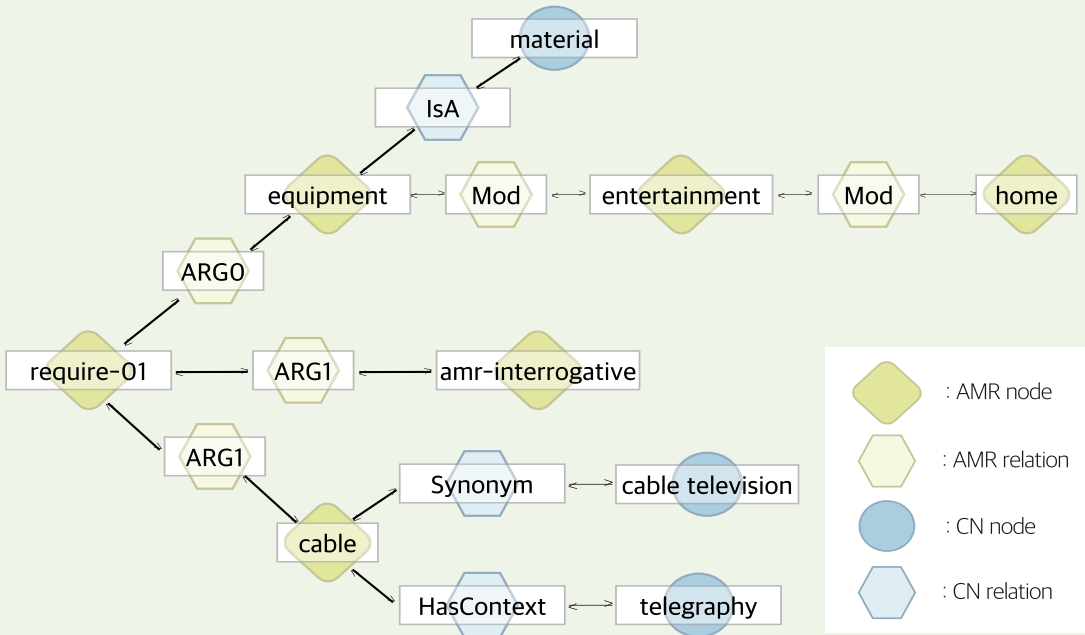 material
IsA
equipment
Mod
entertainment
Mod
home
ARG0
require-01
ARG1
amr-interrogative
ARG1
Synonym
cable television
cable
HasContext
telegraphy
: AMR node
: AMR relation
: CN node
: CN relation